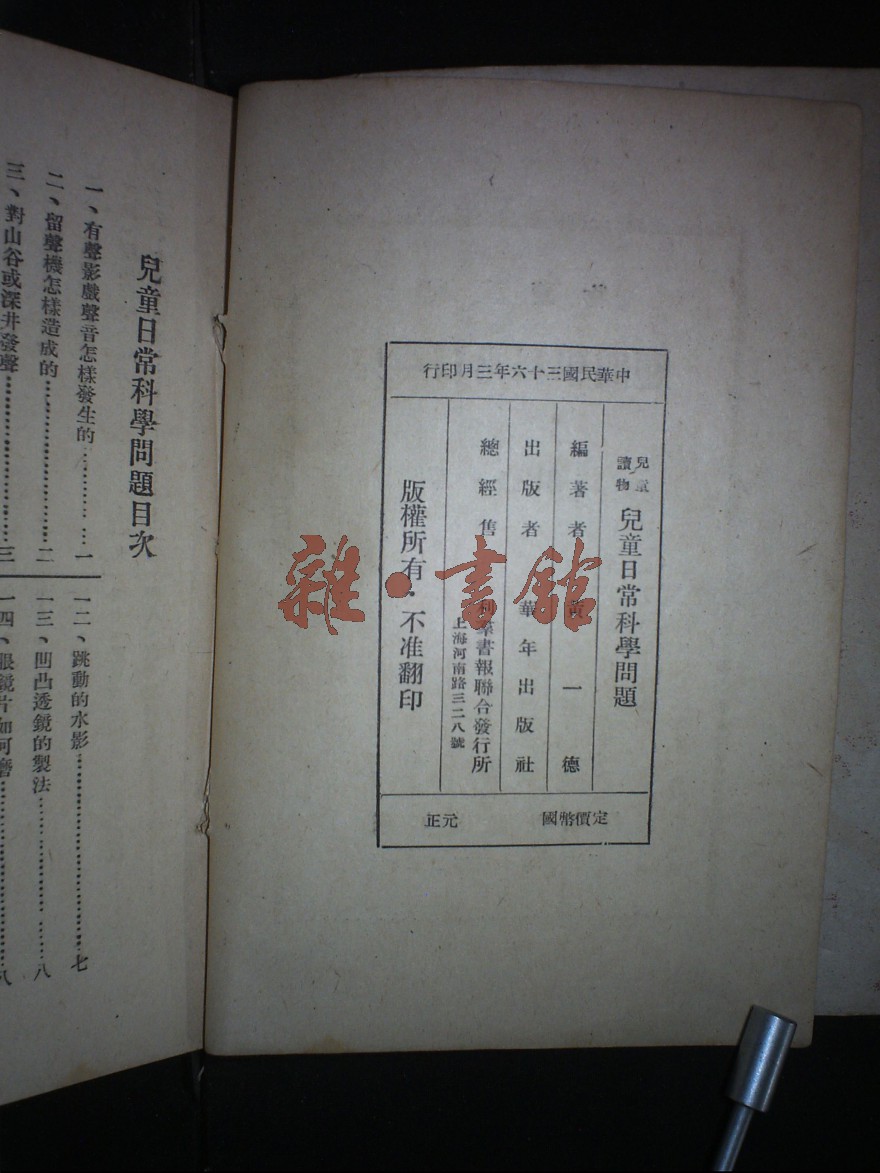 中華民國三十六年三月印行
兒童讀物
兒童日常科學問題
編著者 黃一德
出版者 華年出版社
總經售 利羣書報聯合發行所
上海河南路三二八號
版權所有・不准翻印
定價幣國 元正
雜・書館
兒童日常科學問題目次
一、有聲影戲聲音怎樣發生的…………一
二、留聲機怎樣造成的…………二
三、對山谷或深井發聲…………三
一二、跳動的水影…………七
一三、凹凸透鏡的製法…………八
一四、眼鏡片如何磨…………八